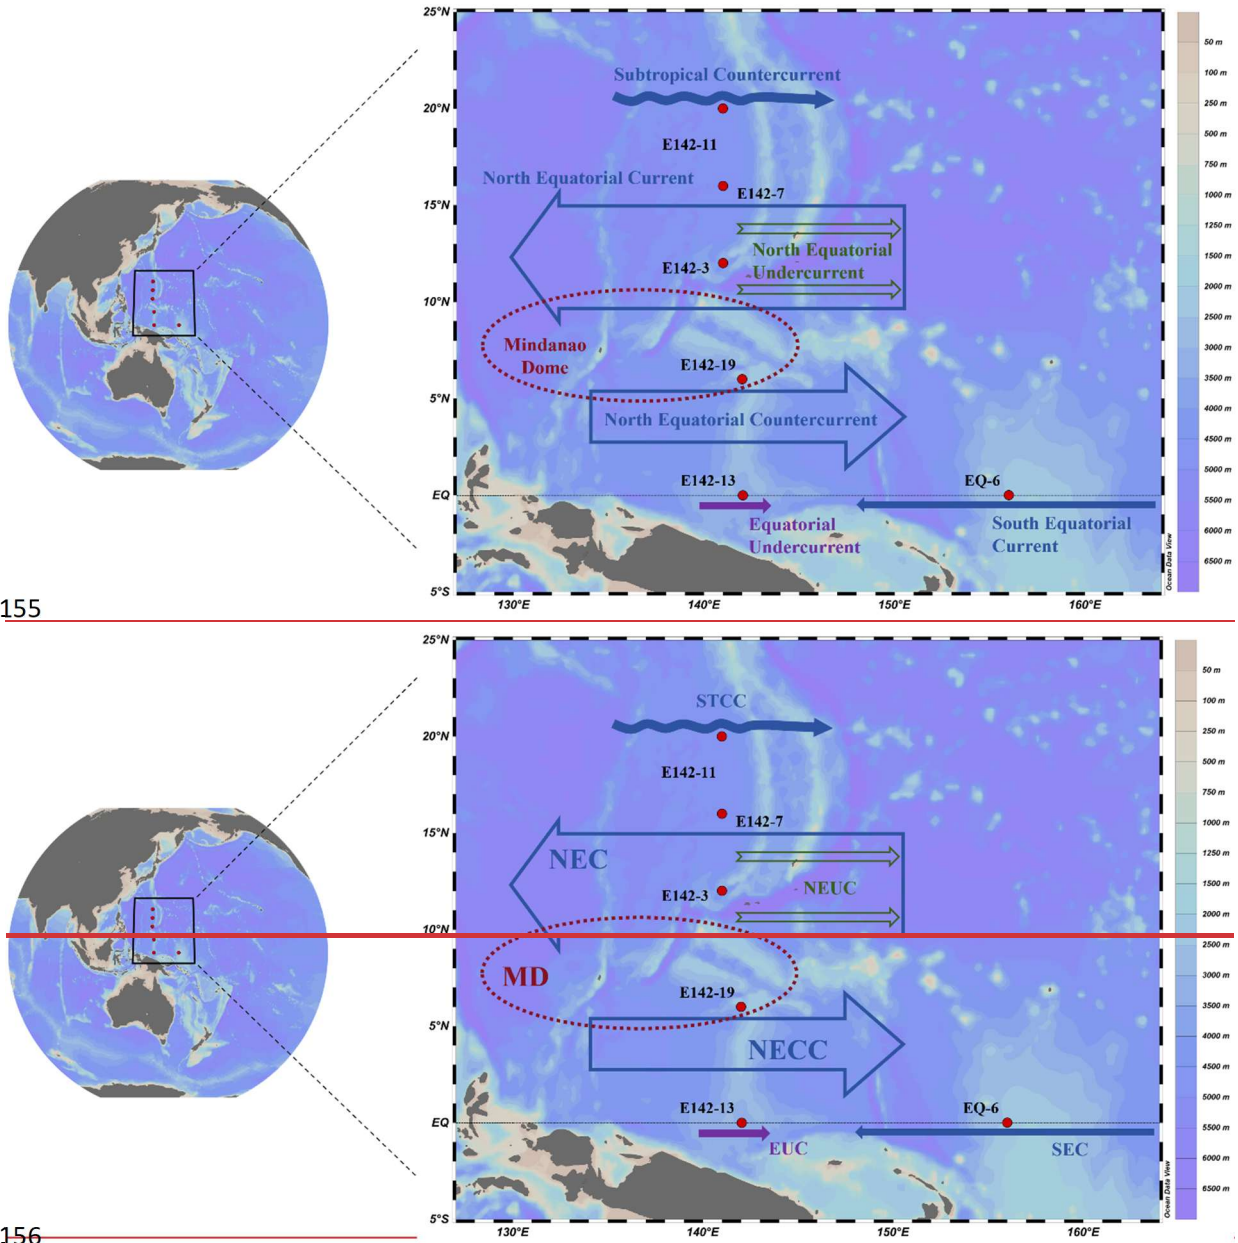 25°N
20°N
15°N
10°N
5°N
EQ
5°S
130°E
140°E
150°E
160°E
Subtropical Countercurrent
E142-11
North Equatorial Current
E142-7
North Equatorial
Undercurrent
E142-3
Mindanao
Dome
E142-19
North Equatorial Countercurrent
E142-13
EQ-6
Equatorial
Undercurrent
South Equatorial
Current
Ocean Data View
50 m
100 m
250 m
500 m
750 m
1000 m
1250 m
1500 m
2000 m
2500 m
3000 m
3500 m
4000 m
4500 m
5000 m
5500 m
6000 m
6500 m
155
25°N
20°N
15°N
10°N
5°N
EQ
5°S
130°E
140°E
150°E
160°E
STCC
E142-11
E142-7
NEC
NEUC
E142-3
MD
E142-19
NECC
E142-13
EQ-6
EUC
SEC
Ocean Data View
50 m
100 m
250 m
500 m
750 m
1000 m
1250 m
1500 m
2000 m
2500 m
3000 m
3500 m
4000 m
4500 m
5000 m
5500 m
6000 m
6500 m
156